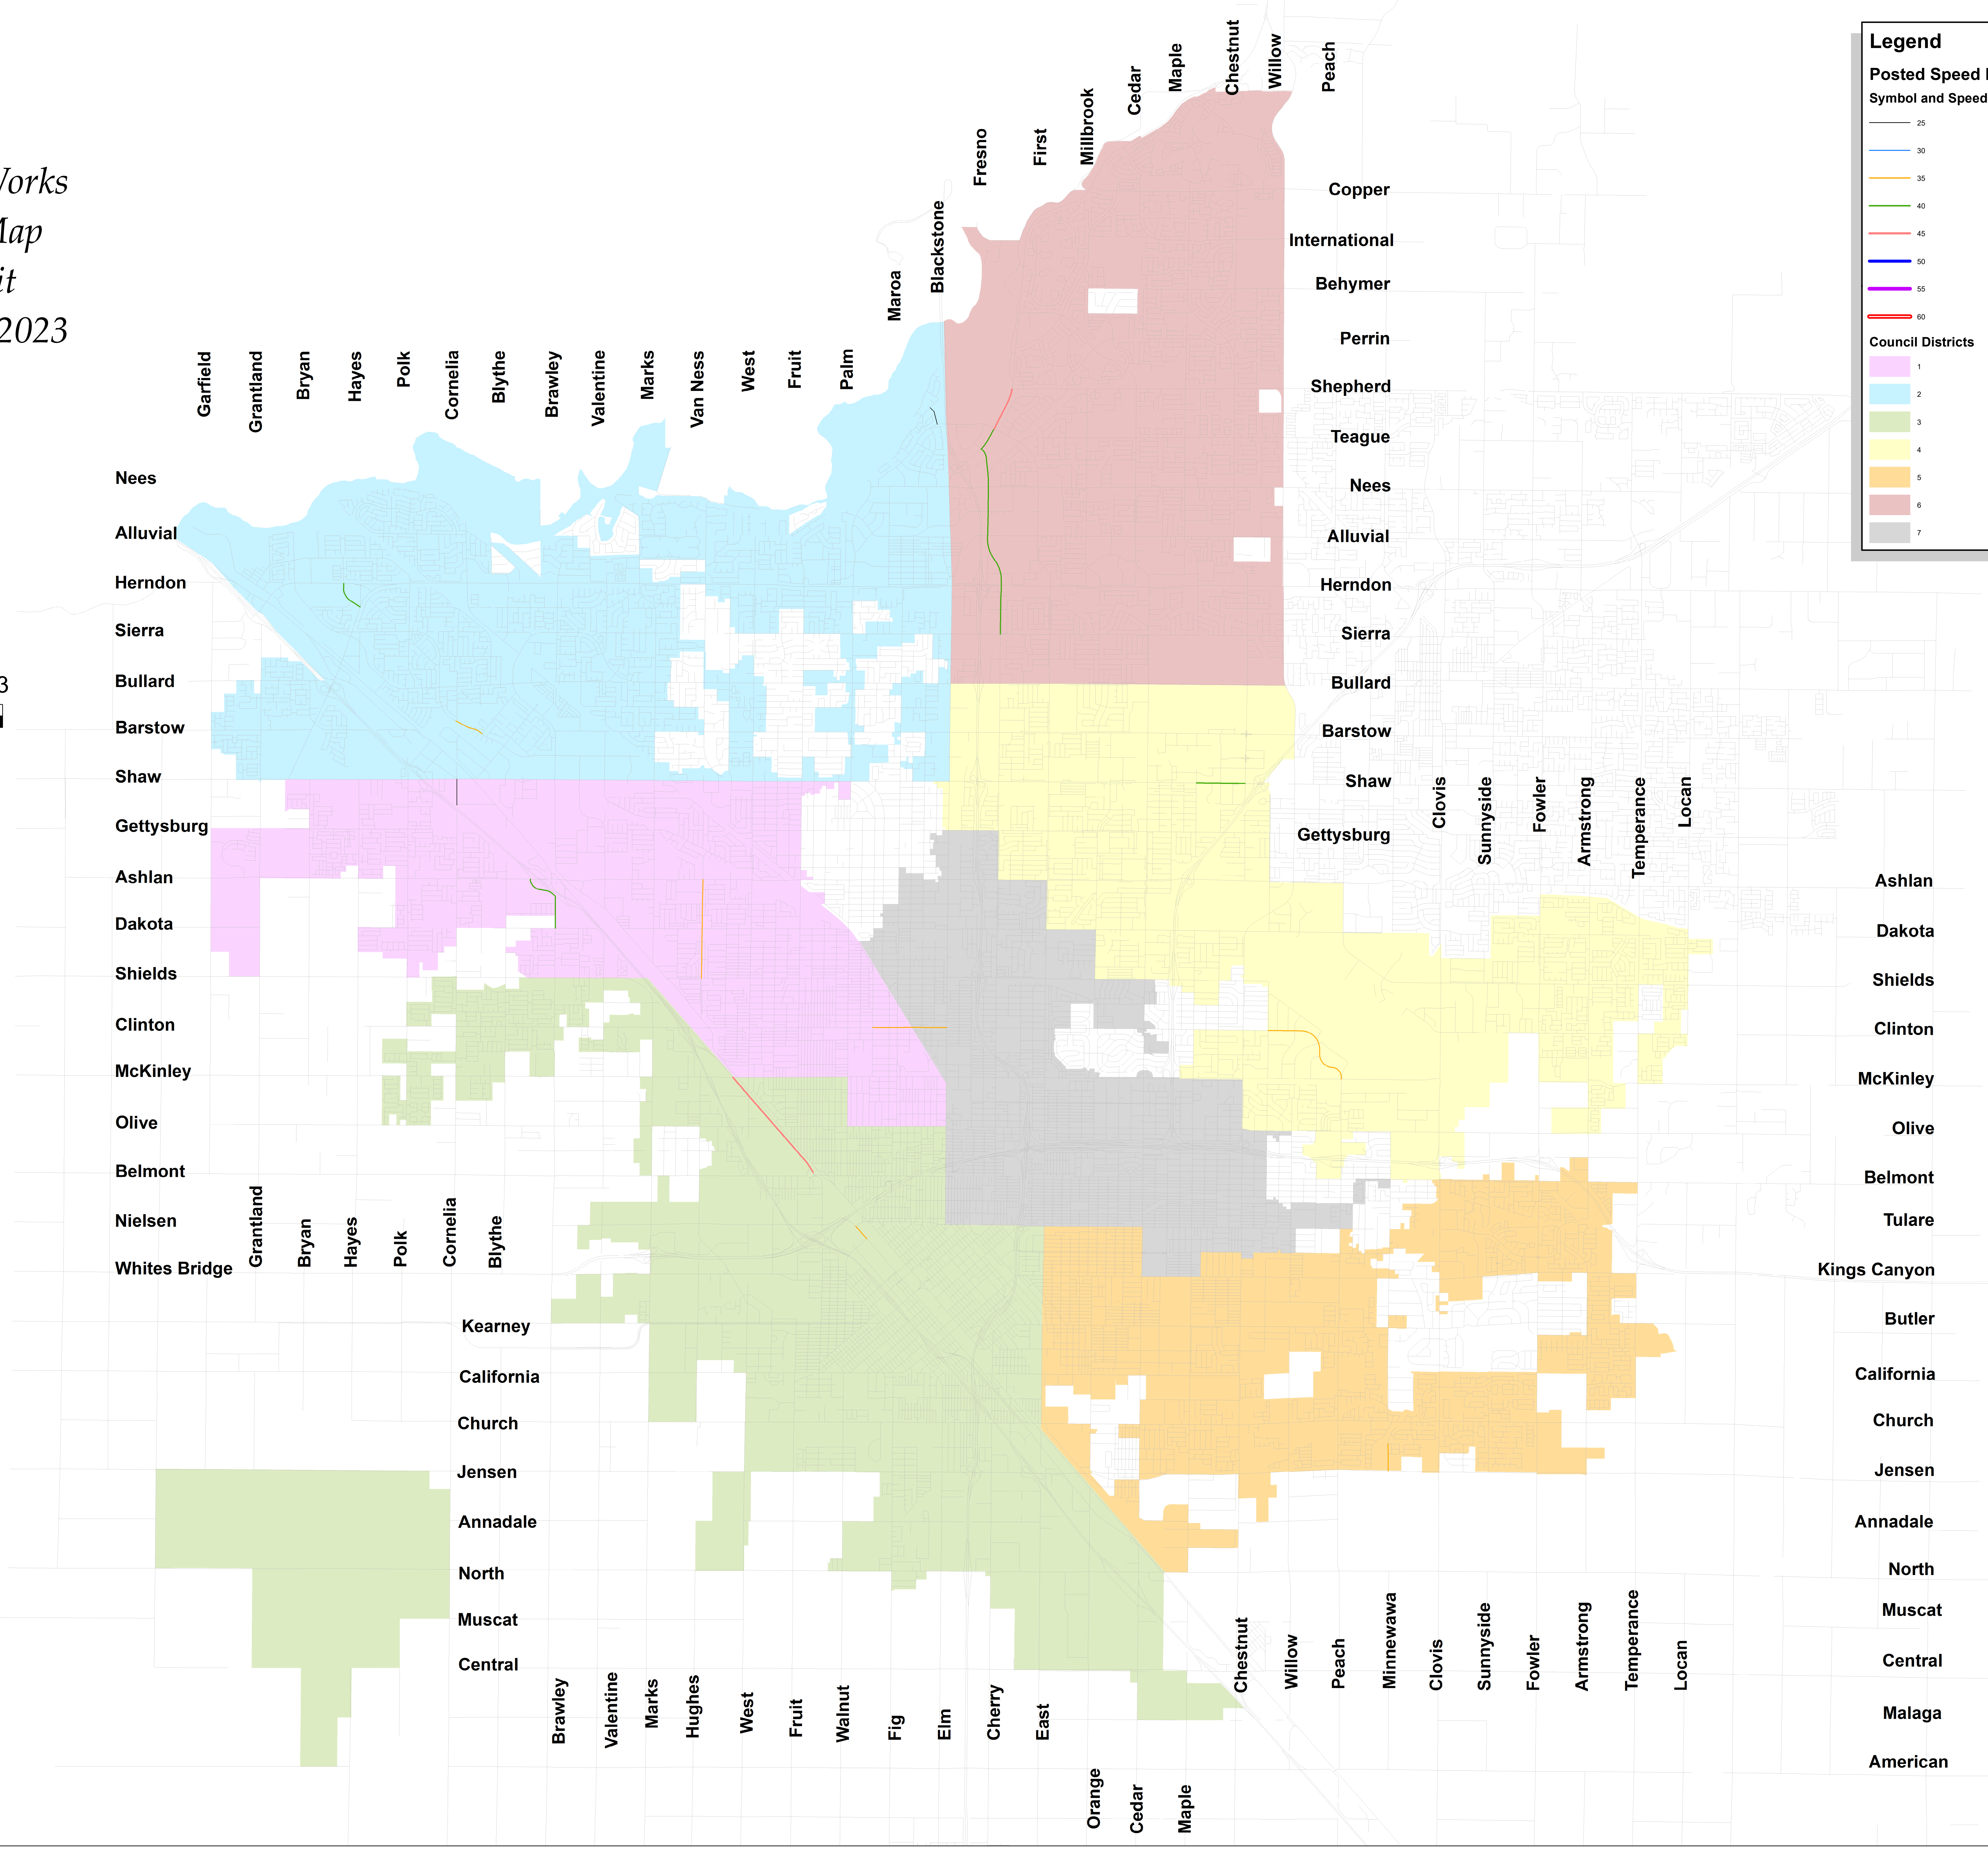 Works
Map
it
2023
3
Legend
Posted Speed
Symbol and Speed
25
30
35
40
45
50
55
60
Council Districts
1
2
3
4
5
6
7
Chestnut
Willow
Peach
Maple
Cedar
Millbrook
First
Fresno
Blackstone
Maroa
Palm
Fruit
West
Van Ness
Marks
Valentine
Brawley
Blythe
Cornelia
Polk
Hayes
Bryan
Grantland
Garfield
Copper
International
Behymer
Perrin
Shepherd
Teague
Nees
Alluvial
Herndon
Sierra
Bullard
Barstow
Shaw
Gettysburg
Nees
Alluvial
Herndon
Sierra
Bullard
Barstow
Shaw
Gettysburg
Ashlan
Dakota
Shields
Clinton
McKinley
Olive
Belmont
Nielsen
Whites Bridge
Clovis
Sunnyside
Fowler
Armstrong
Temperance
Locan
Ashlan
Dakota
Shields
Clinton
McKinley
Olive
Belmont
Tulare
Kings Canyon
Butler
California
Church
Jensen
Annadale
North
Muscat
Central
Malaga
American
Grantland
Bryan
Hayes
Polk
Cornelia
Blythe
Kearney
California
Church
Jensen
Annadale
North
Muscat
Central
Brawley
Valentine
Marks
Hughes
West
Fruit
Walnut
Fig
Elm
Cherry
East
Orange
Cedar
Maple
Chestnut
Willow
Peach
Minnewawa
Clovis
Sunnyside
Fowler
Armstrong
Temperance
Locan